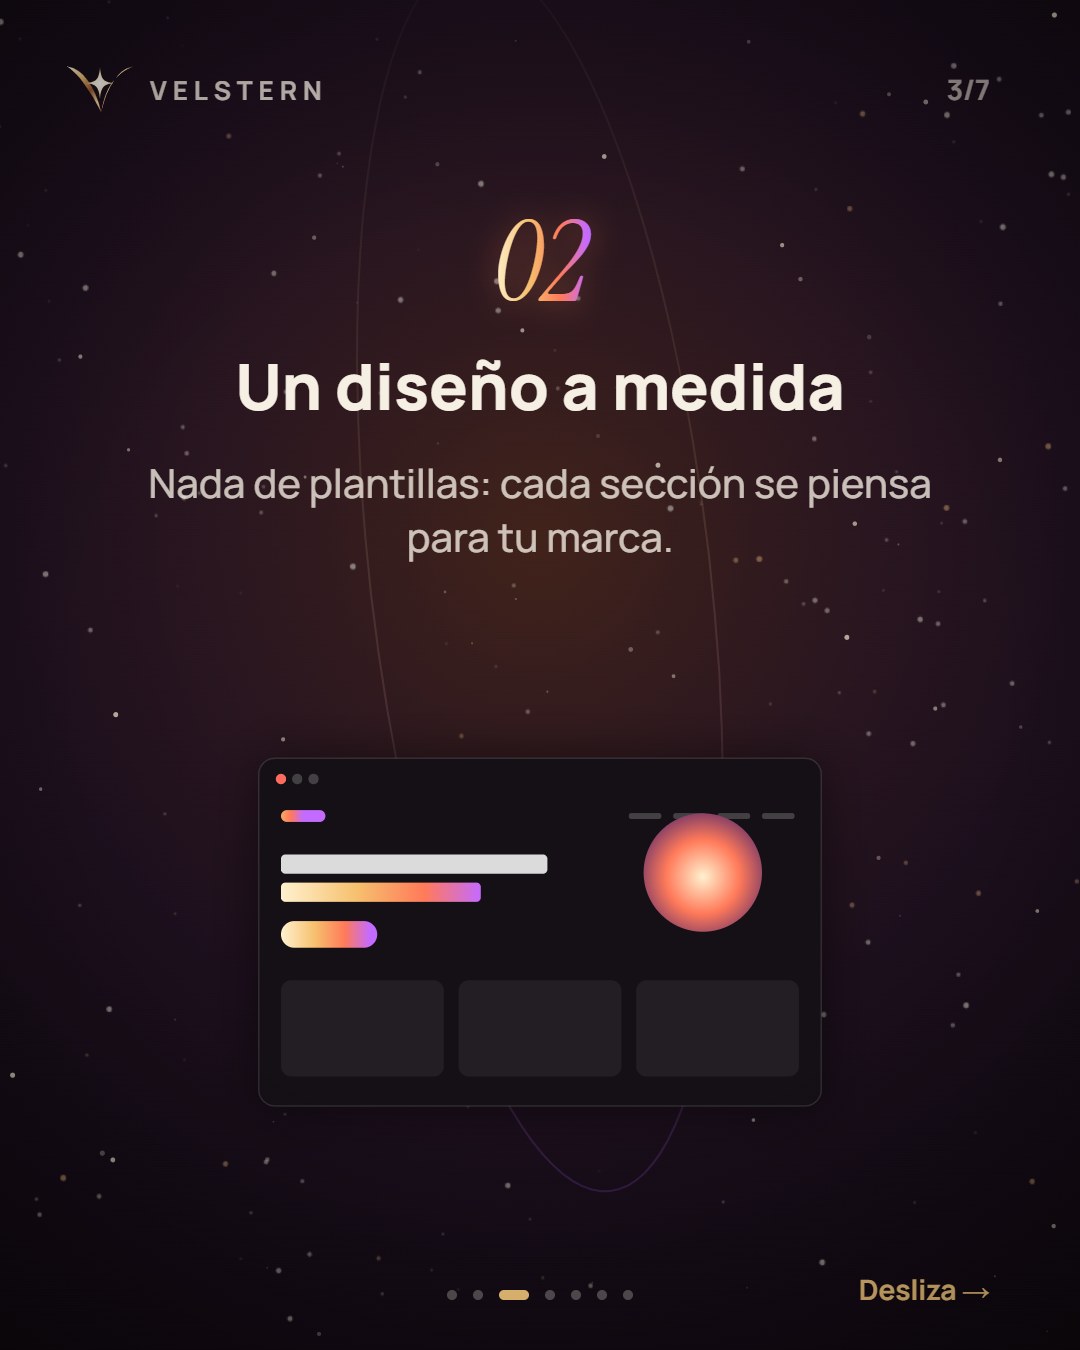 VELSTERN
3/7
02
Un diseño a medida
Nada de plantillas: cada sección se piensa
para tu marca.
Desliza →